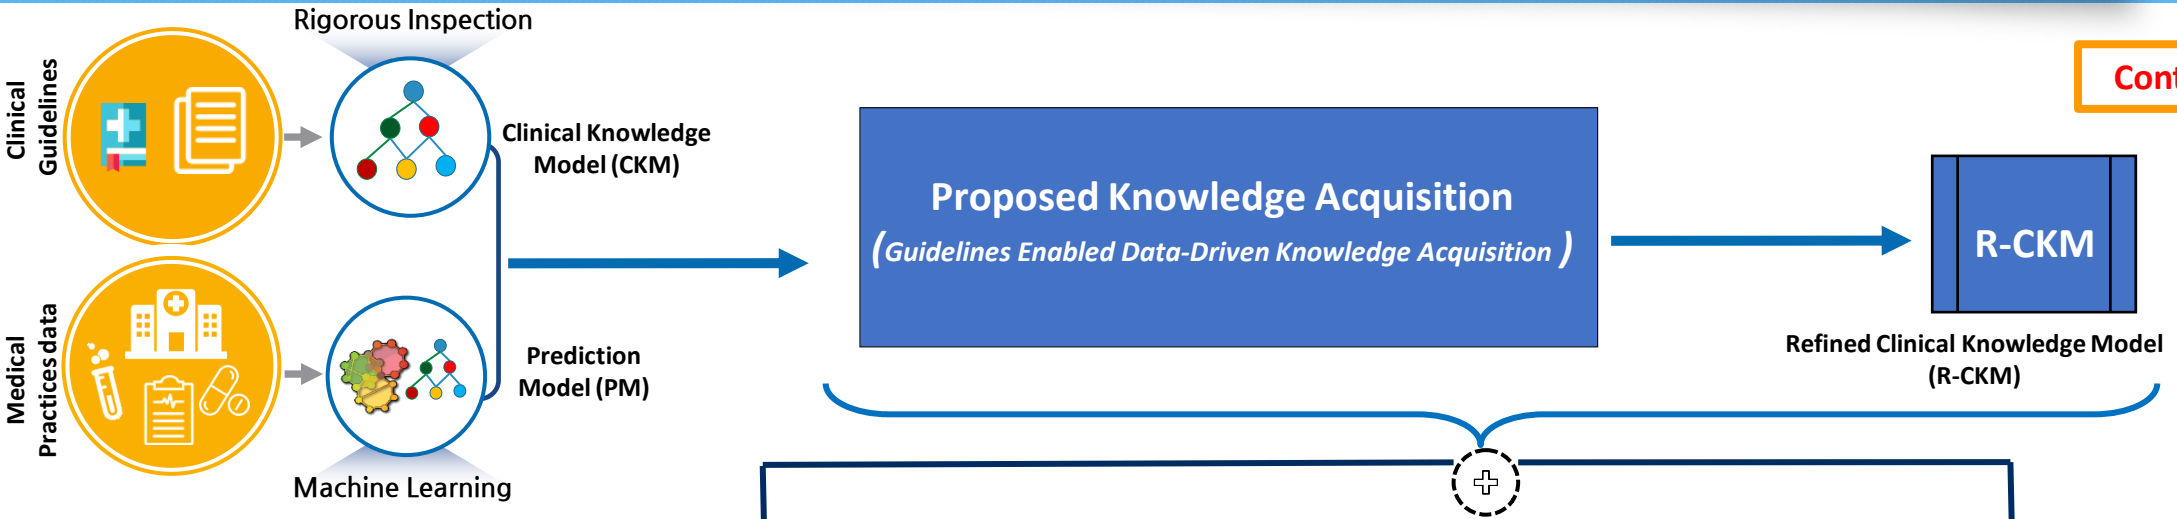 Rigorous Inspection
Clinical
Guidelines
Clinical Knowledge
Model (CKM)
Proposed Knowledge Acquisition
(Guidelines Enabled Data-Driven Knowledge Acquisition )
R-CKM
Refined Clinical Knowledge Model
(R-CKM)
Medical
Practices data
Prediction
Model (PM)
Machine Learning